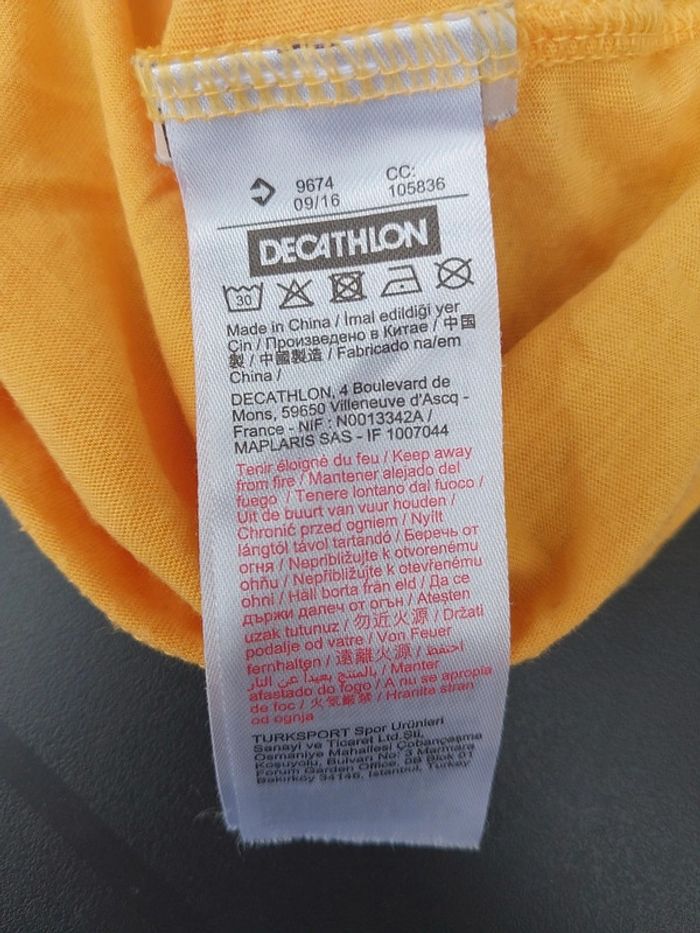 9674 CC:
09/16 105836
DECATHLON
30
Made in China / İmal edildiği yer
Çin / Произведено в Китае / 中国
製 / 中國製造 / Fabricado na/em
China /
DECATHLON, 4 Boulevard de
Mons, 59650 Villeneuve d'Ascq -
France - NIF : N0013342A /
MAPLARIS SAS - IF 1007044
Tenir éloigné du feu / Keep away
from fire / Mantener alejado del
fuego / Tenere lontano dal fuoco /
Uit de buurt van vuur houden /
Chronić przed ogniem / Nyílt
lángtól távol tartandó / Беречь от
огня / Nepribližujte k otvorenému
ohňu / Nepřibližujte k otevřenému
ohni / Håll borta från eld / Да се
държи далеч от огън / Ateşten
uzak tutunuz / 勿近火源 / Držati
podalje od vatre / Von Feuer
fernhalten / 遠離火源 / احتفظ
بالمنتج بعيداً عن النار / Manter
afastado do fogo / A nu se apropia
de foc / 火気厳禁 / Hranita stran
od ognja
TURKSPORT Spor Ürünleri
Sanayi ve Ticaret Ltd.Şti.
Osmaniye Mahallesi Çobançeşme
Koşuyolu, Bulvarı No: 3 Marmara
Forum Garden Office, 0B Blok 01
Bakırköy 34146, Istanbul, Turkey